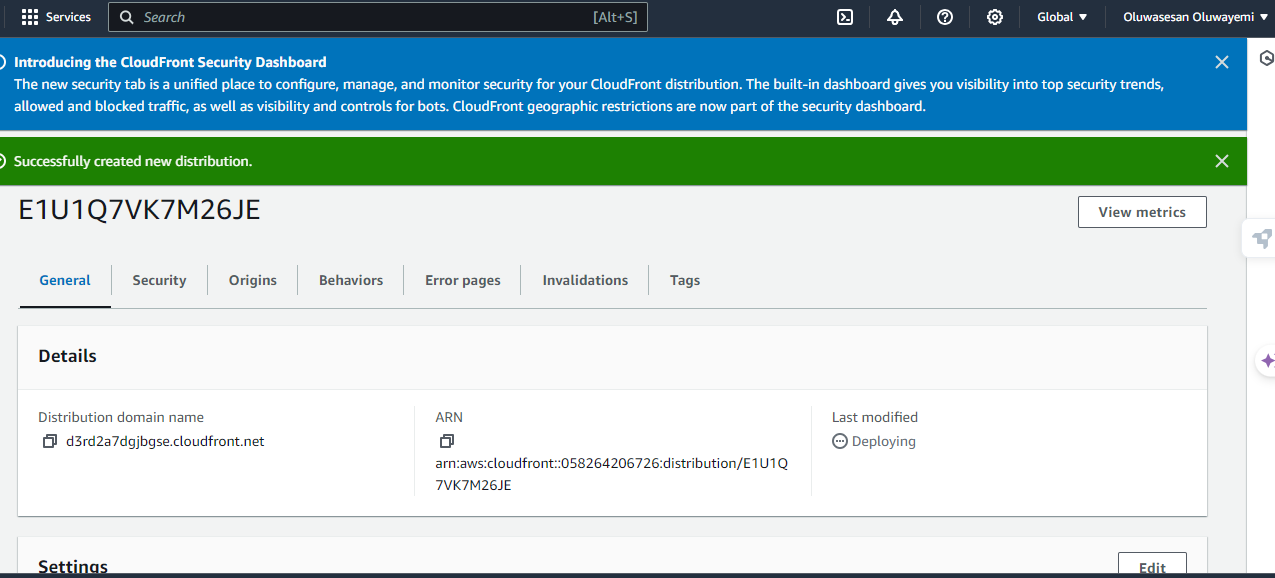 Services
Search
[Alt+S]
Global
Oluwasesan Oluwayemi
Introducing the CloudFront Security Dashboard
The new security tab is a unified place to configure, manage, and monitor security for your CloudFront distribution. The built-in dashboard gives you visibility into top security trends,
allowed and blocked traffic, as well as visibility and controls for bots. CloudFront geographic restrictions are now part of the security dashboard.
Successfully created new distribution.
E1U1Q7VK7M26JE
View metrics
General
Security
Origins
Behaviors
Error pages
Invalidations
Tags
Details
Distribution domain name
d3rd2a7dgjbgse.cloudfront.net
ARN
arn:aws:cloudfront::058264206726:distribution/E1U1Q
7VK7M26JE
Last modified
Deploying
Settings
Edit